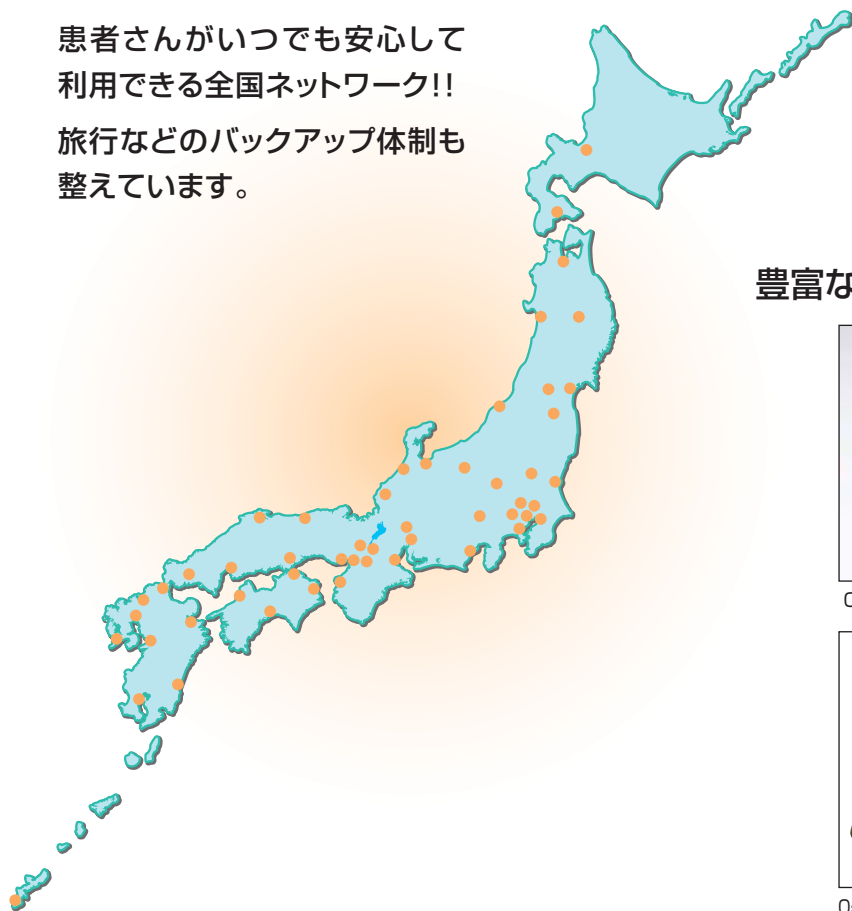 患者さんがいつでも安心して
利用できる全国ネットワーク!!
旅行などのバックアップ体制も
整えています。
豊富な